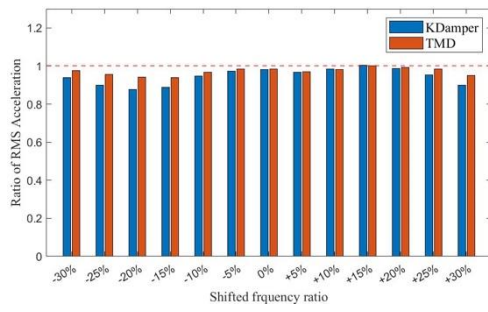 KDamper
TMD
1.2
1
0.8
0.6
0.4
0.2
0
Ratio of RMS Acceleration
-30% -25% -20% -15% -10% -5% 0% +5% +10% +15% +20% +25% +30%
Shifted frquency ratio